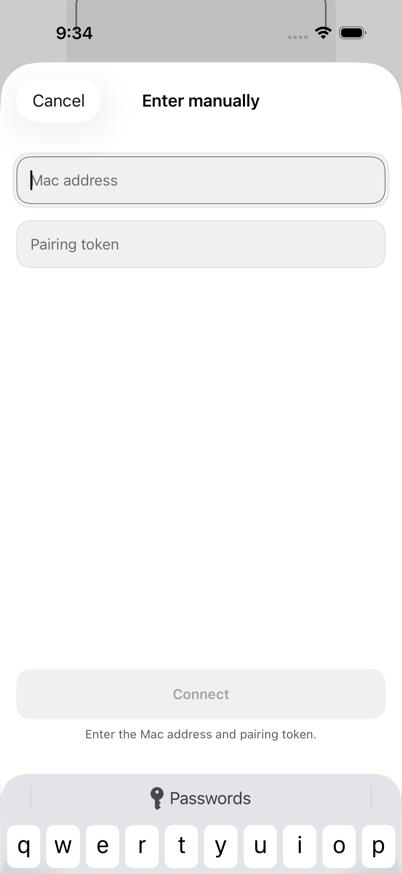 9:34
Cancel
Enter manually
Mac address
Pairing token
Connect
Enter the Mac address and pairing token.
Passwords
q w e r t y u i o p